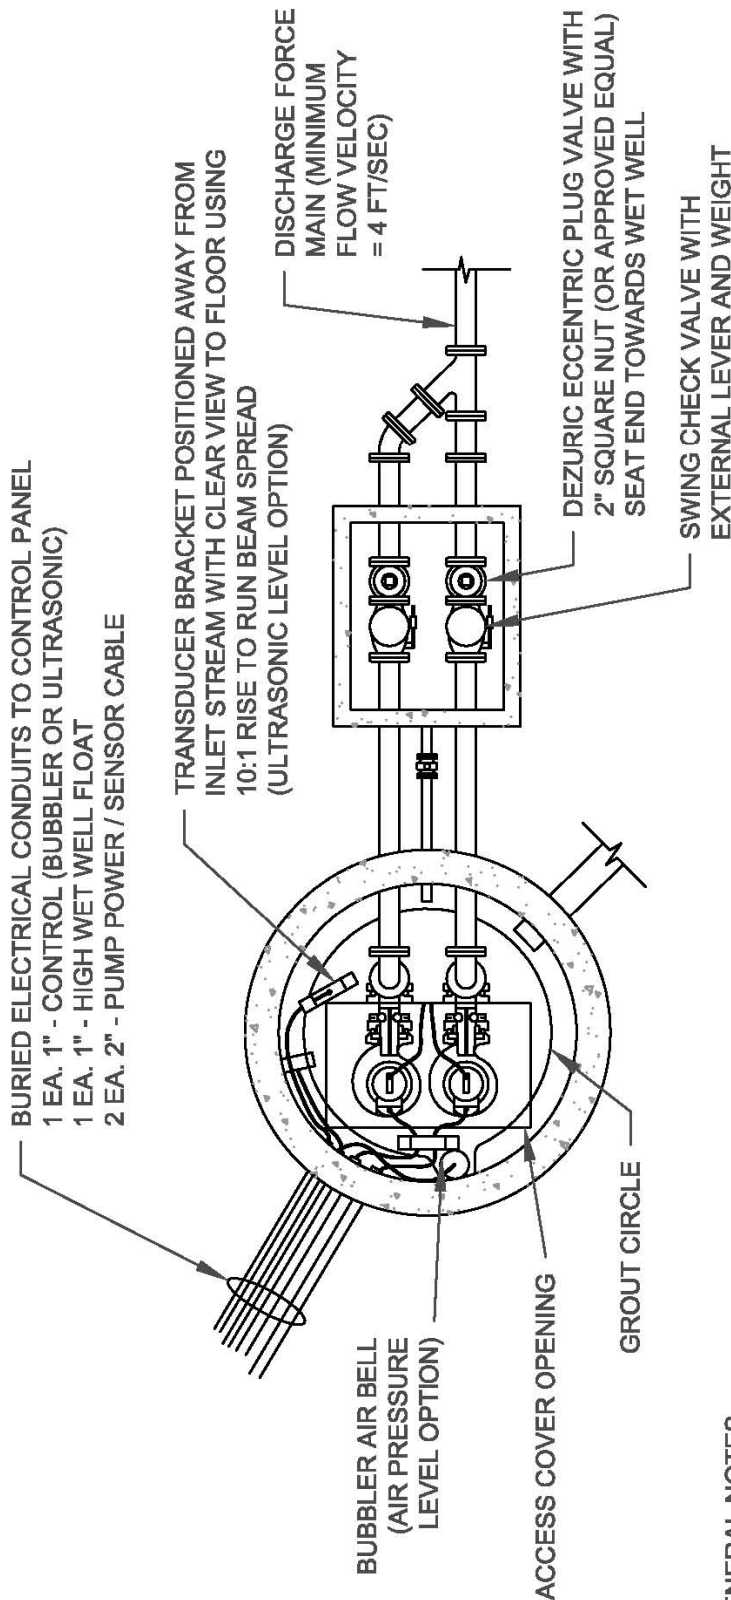 BURIED ELECTRICAL CONDUITS TO CONTROL PANEL
1 EA. 1" - CONTROL (BUBBLER OR ULTRASONIC)
1 EA. 1" - HIGH WET WELL FLOAT
2 EA. 2" - PUMP POWER / SENSOR CABLE
TRANSDUCER BRACKET POSITIONED AWAY FROM
INLET STREAM WITH CLEAR VIEW TO FLOOR USING
10:1 RISE TO RUN BEAM SPREAD
(ULTRASONIC LEVEL OPTION)
DISCHARGE FORCE
MAIN (MINIMUM
FLOW VELOCITY
= 4 FT/SEC)
BUBBLER AIR BELL
(AIR PRESSURE
LEVEL OPTION)
ACCESS COVER OPENING
GROUT CIRCLE
DEZURIC ECCENTRIC PLUG VALVE WITH
2" SQUARE NUT (OR APPROVED EQUAL)
SEAT END TOWARDS WET WELL
SWING CHECK VALVE WITH
EXTERNAL LEVER AND WEIGHT